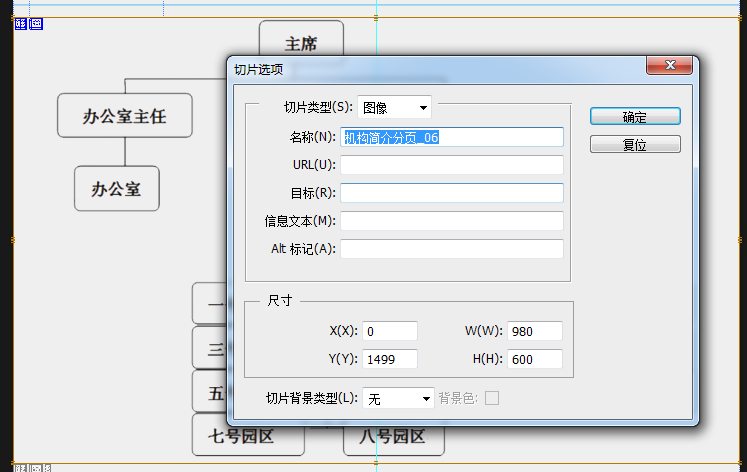 主席
切片选项
办公室主任
切片类型(S): 图像
确定
名称(N): 机构简介分页_06
复位
URL(U):
办公室
目标(R):
信息文本(M):
Alt 标记(A):
尺寸
一
X(X): 0 W(W): 980
三
Y(Y): 1499 H(H): 600
五
切片背景类型(L): 无 背景色:
七号园区 八号园区